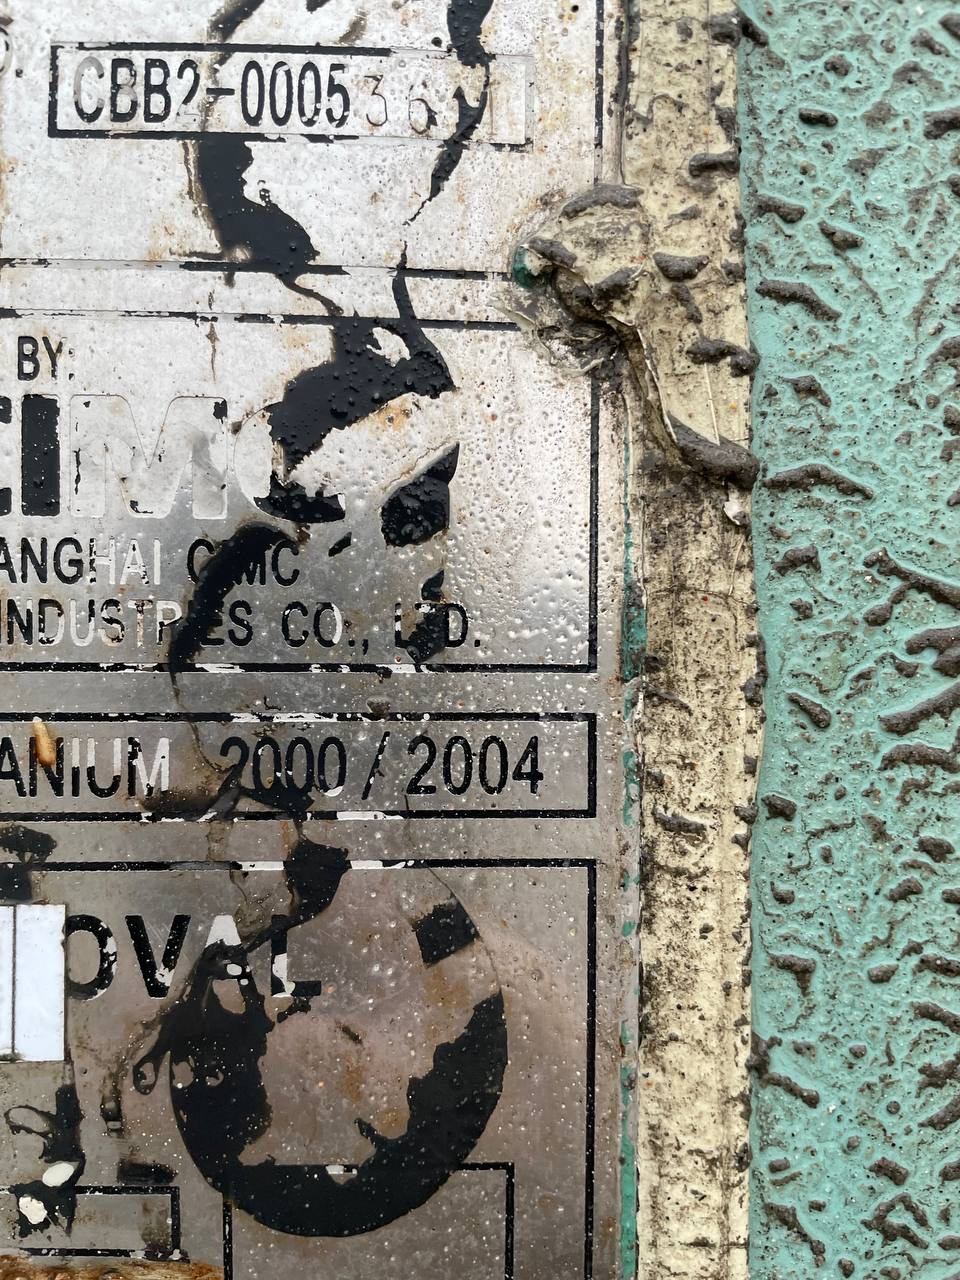 CBB2-000536
BY:
CIMC
ANGHAI CIMC
INDUSTRIES CO., LTD.
ANIUM 2000 / 2004
OVAL